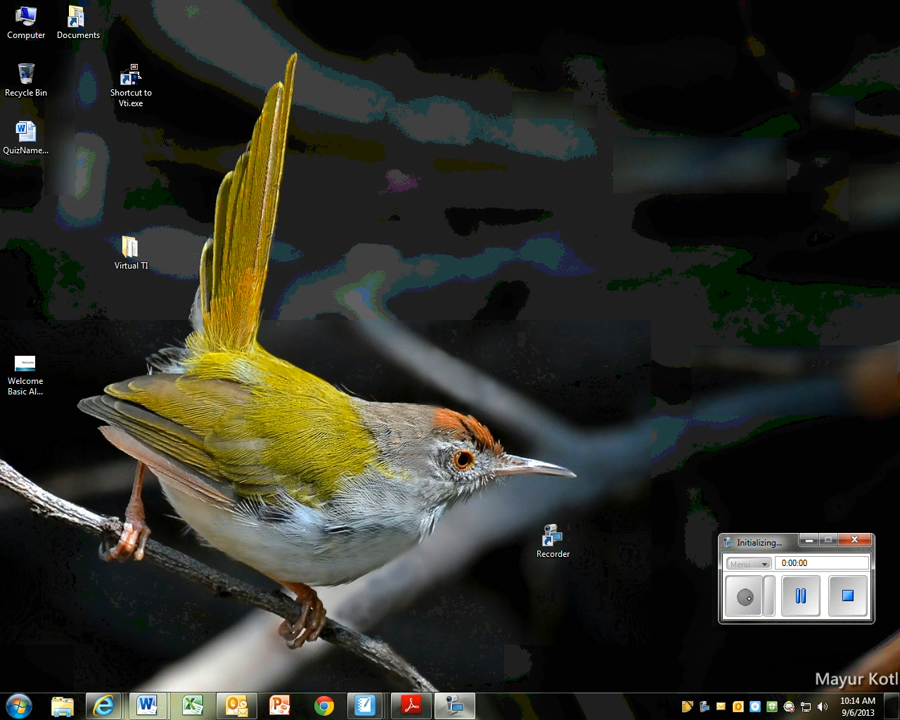 Computer
Documents
Recycle Bin
Shortcut to
Vti.exe
QuizName...
Virtual TI
Welcome
Basic Al...
Recorder
Initializing...
Menu
0:00:00
Mayur Kotl
10:14 AM
9/6/2013